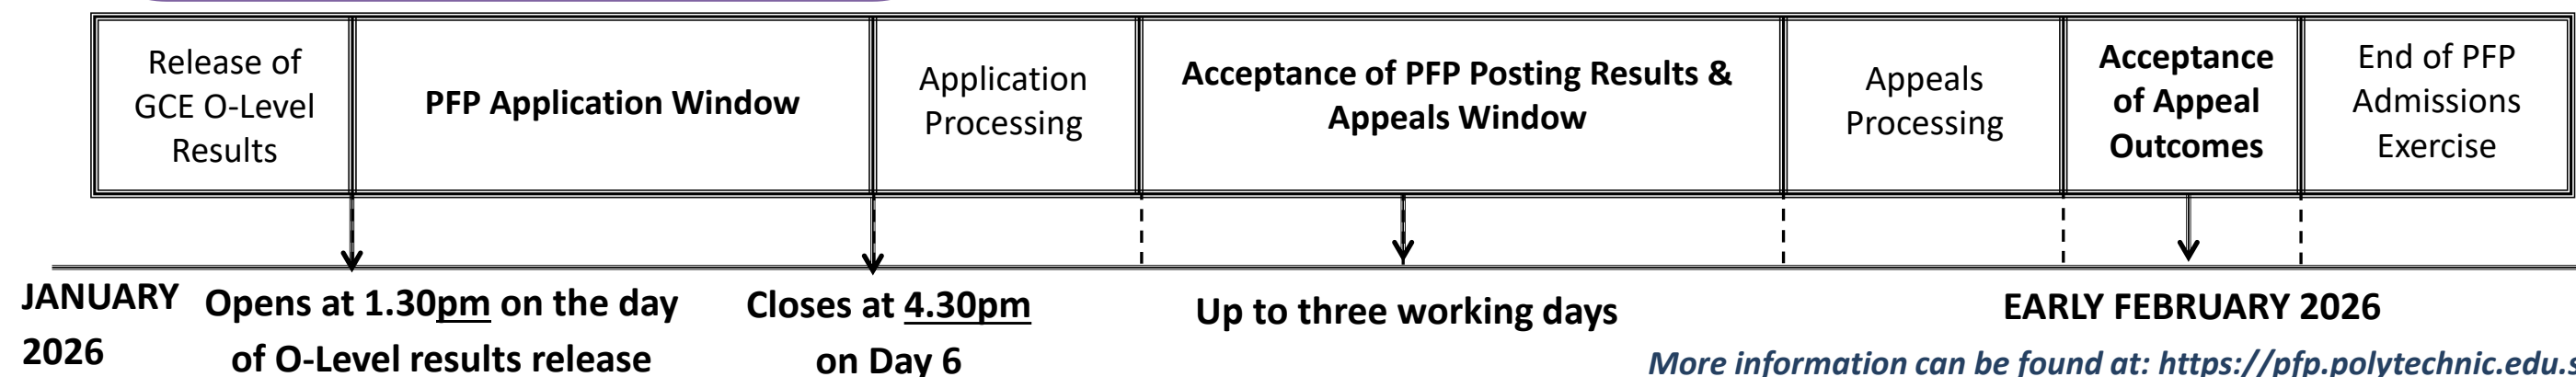 Release of
GCE O-Level
Results
PFP Application Window
Application
Processing
Acceptance of PFP Posting Results &
Appeals Window
Appeals
Processing
Acceptance
of Appeal
Outcomes
End of PFP
Admissions
Exercise
JANUARY
2026
Opens at 1.30pm on the day
of O-Level results release
Closes at 4.30pm
on Day 6
Up to three working days
EARLY FEBRUARY 2026
More information can be found at: https://pfp.polytechnic.edu.s